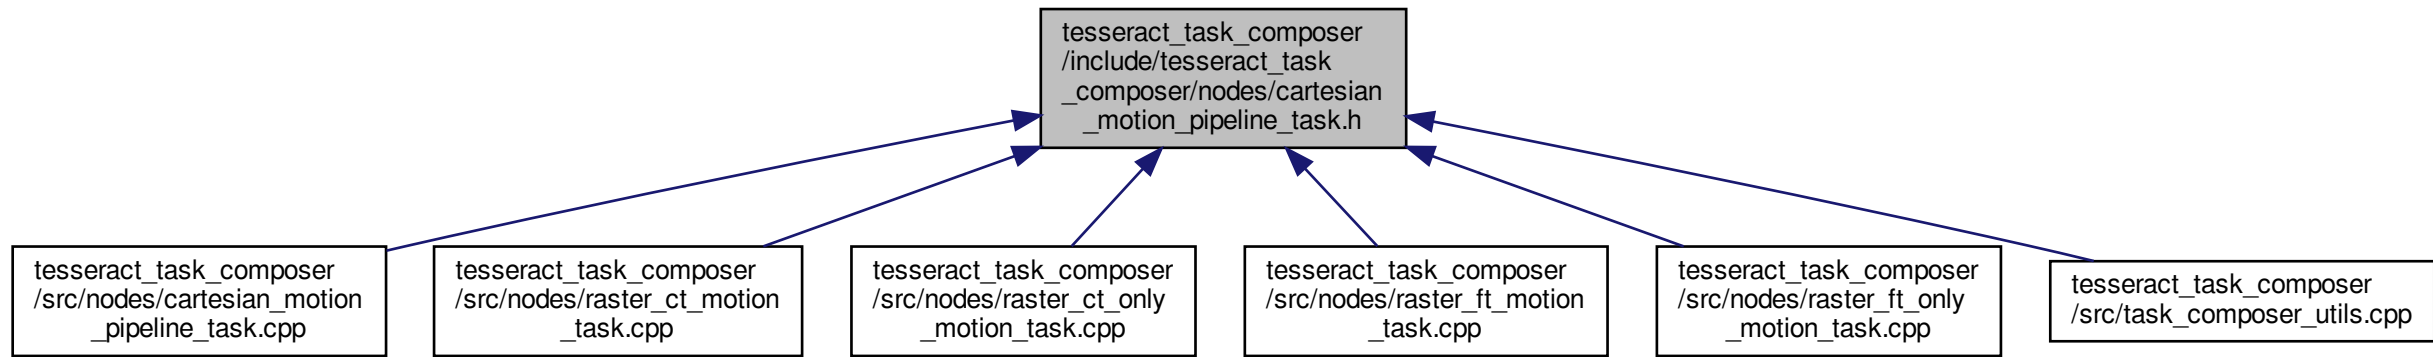 tesseract_task_composer
/include/tesseract_task
_composer/nodes/cartesian
_motion_pipeline_task.h
tesseract_task_composer
/src/nodes/cartesian_motion
_pipeline_task.cpp
tesseract_task_composer
/src/nodes/raster_ct_motion
_task.cpp
tesseract_task_composer
/src/nodes/raster_ct_only
_motion_task.cpp
tesseract_task_composer
/src/nodes/raster_ft_motion
_task.cpp
tesseract_task_composer
/src/nodes/raster_ft_only
_motion_task.cpp
tesseract_task_composer
/src/task_composer_utils.cpp